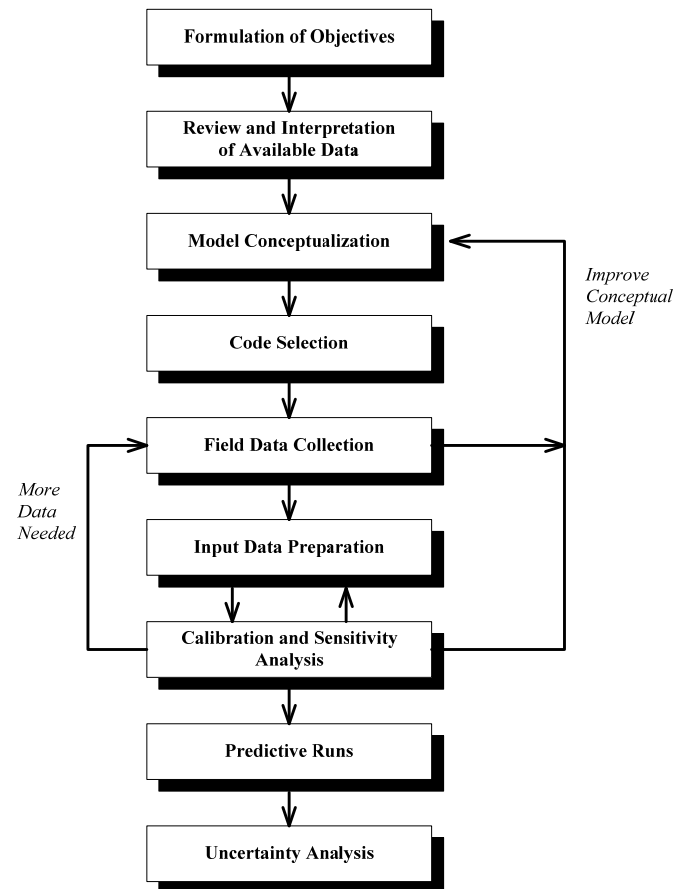 Formulation of Objectives
Review and Interpretation
of Available Data
Model Conceptualization
Improve
Conceptual
Model
Code Selection
Field Data Collection
More
Data
Needed
Input Data Preparation
Calibration and Sensitivity
Analysis
Predictive Runs
Uncertainty Analysis